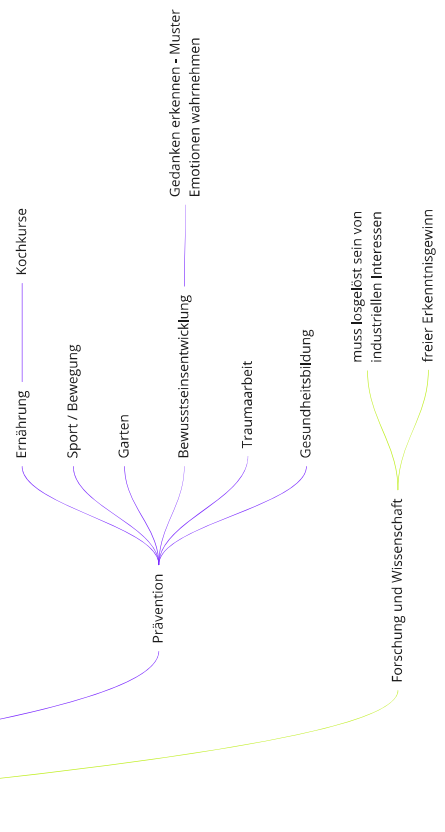 Prävention
Ernährung
Kochkurse
Sport / Bewegung
Garten
Bewusstseinsentwicklung
Gedanken erkennen - Muster
Emotionen wahrnehmen
Traumaarbeit
Gesundheitsbildung
Forschung und Wissenschaft
muss losgelöst sein von
industriellen Interessen
freier Erkenntnisgewinn